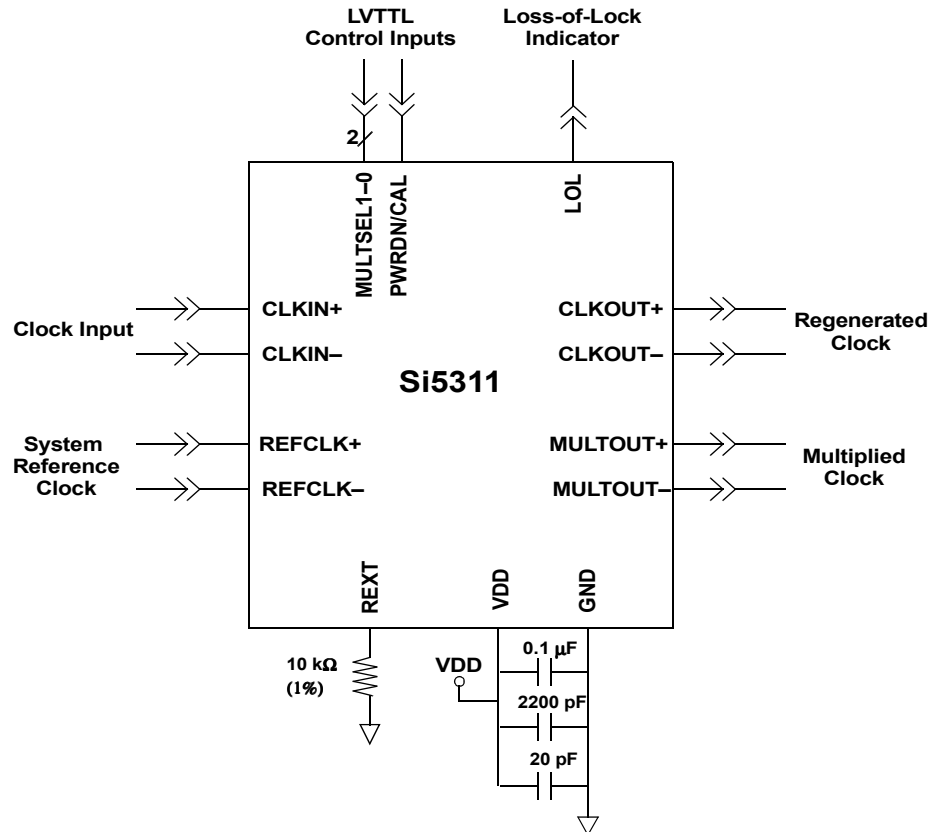 LVTTL
Control Inputs
Loss-of-Lock
Indicator
2
MULTSEL1–0
PWRDN/CAL
LOL
Clock Input
CLKIN+
CLKIN–
CLKOUT+
CLKOUT–
Regenerated
Clock
Si5311
System
Reference
Clock
REFCLK+
REFCLK–
MULTOUT+
MULTOUT–
Multiplied
Clock
REXT
VDD
GND
10 kΩ
(1%)
VDD
0.1 μF
2200 pF
20 pF